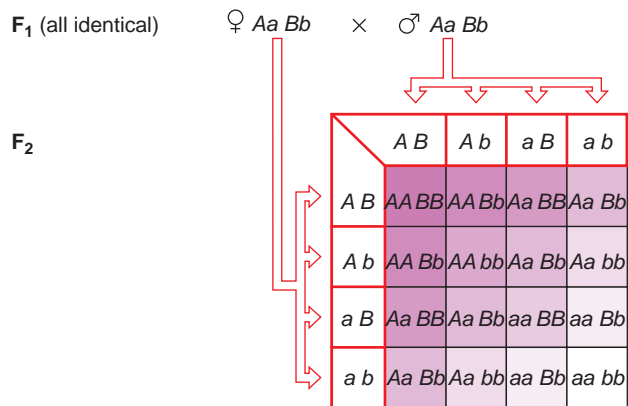 F1 (all identical) ♀ Aa Bb × ♂ Aa Bb
F2
A B A b a B a b
A B AA BB AA Bb Aa BB Aa Bb
A b AA Bb AA bb Aa Bb Aa bb
a B Aa BB Aa Bb aa BB aa Bb
a b Aa Bb Aa bb aa Bb aa bb